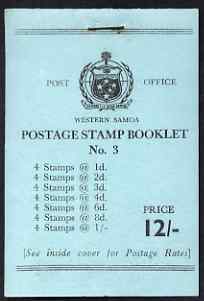 POST OFFICE
WESTERN SAMOA
POSTAGE STAMP BOOKLET
No. 3
4 Stamps @ 1d.
4 Stamps @ 2d.
4 Stamps @ 3d.
4 Stamps @ 4d.
4 Stamps @ 6d.
4 Stamps @ 8d.
4 Stamps @ 1/-
PRICE
12/-
[See inside cover for Postage Rates]